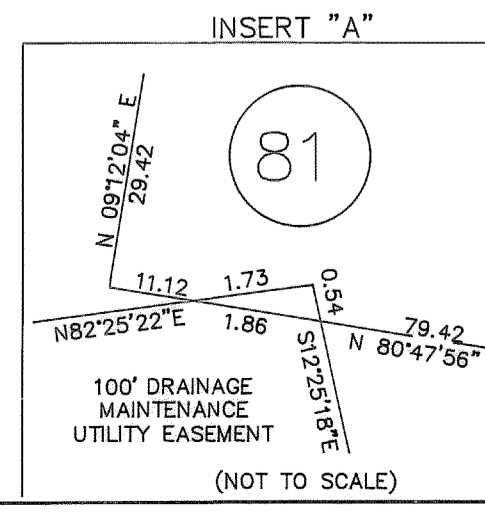 INSERT "A"
81
N 09°12'04" E
29.42
11.12
1.73
0.54
N82°25'22"E
1.86
79.42
N 80°47'56"
S12°25'18"E
100' DRAINAGE
MAINTENANCE
UTILITY EASEMENT
(NOT TO SCALE)